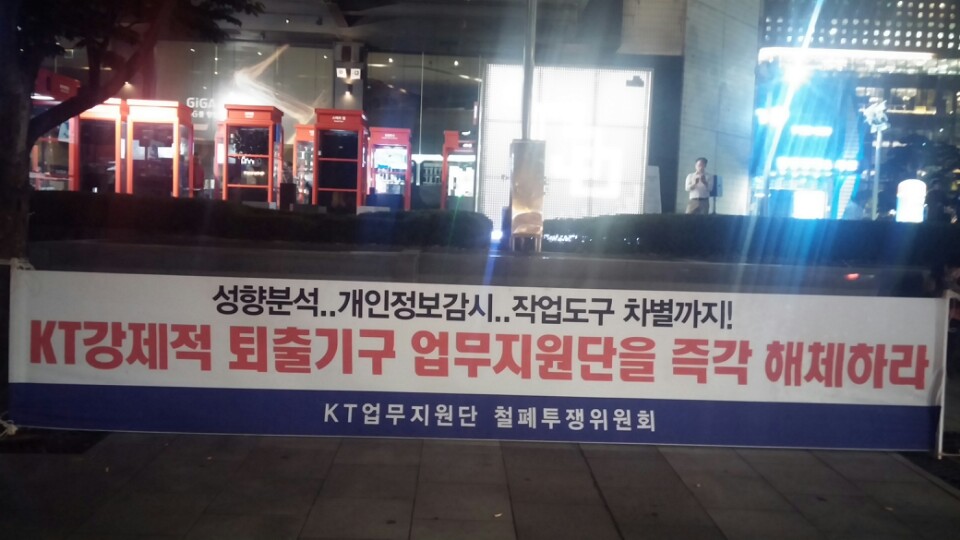 GiGA
성향분석..개인정보감시..작업도구 차별까지!
KT강제적 퇴출기구 업무지원단을 즉각 해체하라
KT업무지원단 철폐투쟁위원회